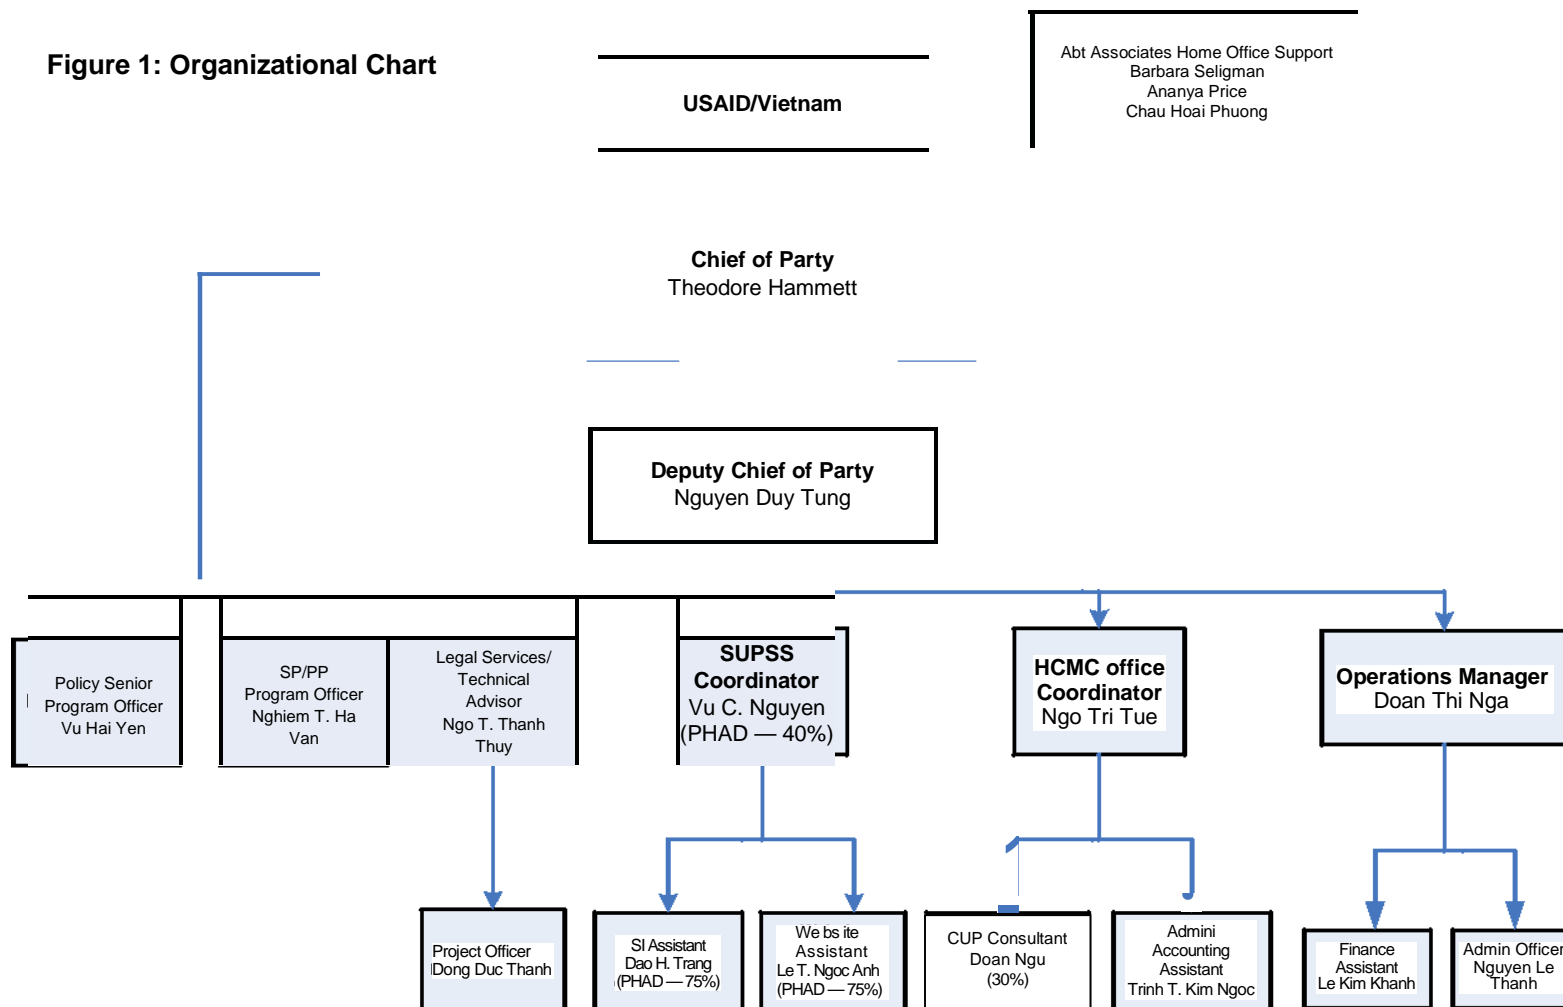 Figure 1: Organizational Chart
USAID/Vietnam
Abt Associates Home Office Support
Barbara Seligman
Ananya Price
Chau Hoai Phuong
Chief of Party
Theodore Hammett
Deputy Chief of Party
Nguyen Duy Tung
Policy Senior
Program Officer
Vu Hai Yen
SP/PP
Program Officer
Nghiem T. Ha
Van
Legal Services/
Technical
Advisor
Ngo T. Thanh
Thuy
SUPSS
Coordinator
Vu C. Nguyen
(PHAD — 40%)
HCMC office
Coordinator
Ngo Tri Tue
Operations Manager
Doan Thi Nga
Project Officer
Dong Duc Thanh
SI Assistant
Dao H. Trang
(PHAD — 75%)
We bs ite
Assistant
Le T. Ngoc Anh
(PHAD — 75%)
CUP Consultant
Doan Ngu
(30%)
Admini
Accounting
Assistant
Trinh T. Kim Ngoc
Finance
Assistant
Le Kim Khanh
Admin Officer
Nguyen Le
Thanh